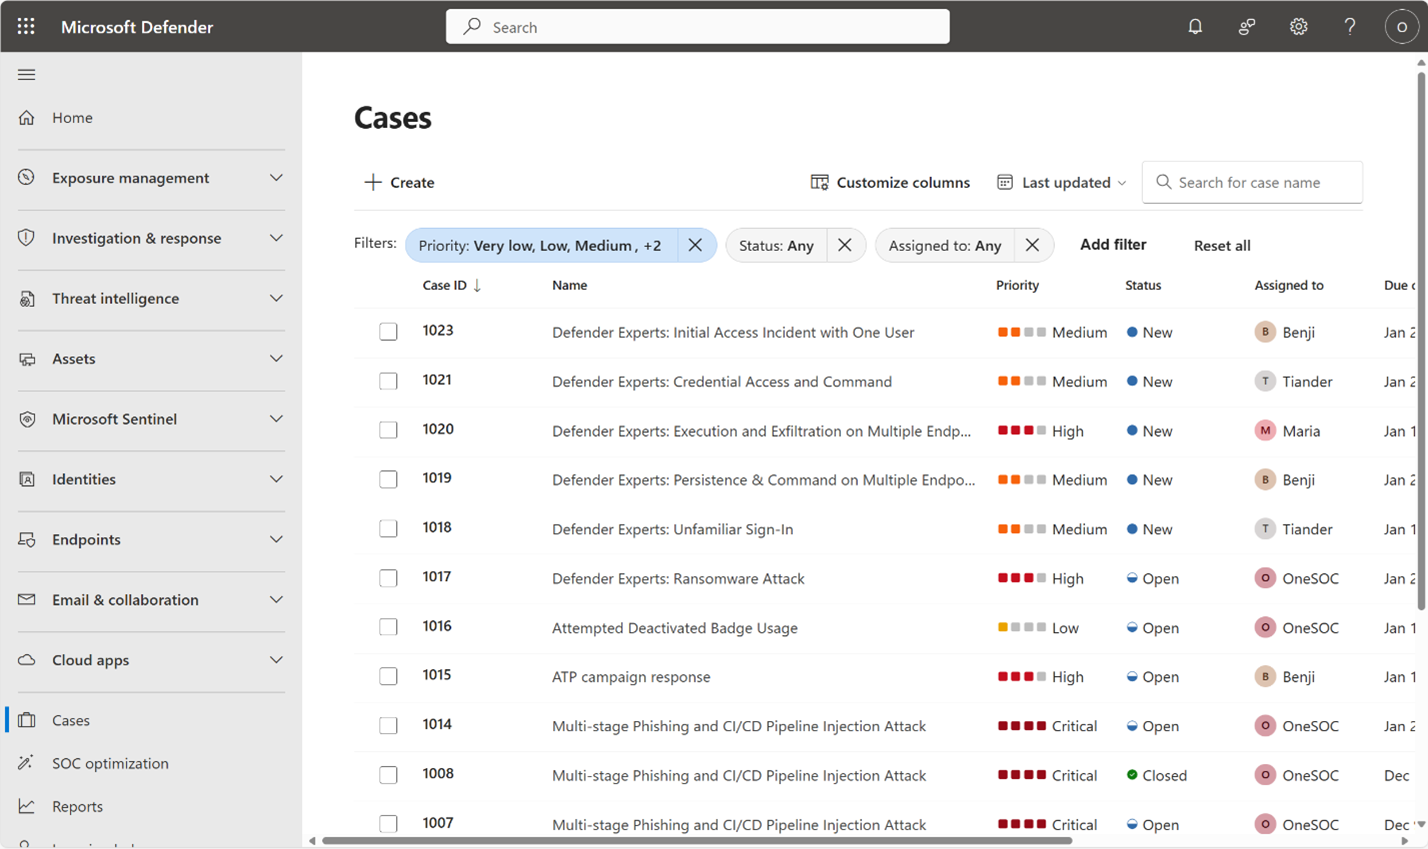 Microsoft Defender
Search
O
Home
Exposure management
Investigation & response
Threat intelligence
Assets
Microsoft Sentinel
Identities
Endpoints
Email & collaboration
Cloud apps
Cases
SOC optimization
Reports
Cases
Create
Customize columns
Last updated
Search for case name
Filters: Priority: Very low, Low, Medium , +2 Status: Any Assigned to: Any Add filter Reset all
Case ID Name Priority Status Assigned to Due
1023 Defender Experts: Initial Access Incident with One User Medium New B Benji Jan 2
1021 Defender Experts: Credential Access and Command Medium New T Tiander Jan 2
1020 Defender Experts: Execution and Exfiltration on Multiple Endp... High New M Maria Jan 1
1019 Defender Experts: Persistence & Command on Multiple Endpo... Medium New B Benji Jan 2
1018 Defender Experts: Unfamiliar Sign-In Medium New T Tiander Jan 1
1017 Defender Experts: Ransomware Attack High Open O OneSOC Jan 2
1016 Attempted Deactivated Badge Usage Low Open O OneSOC Jan 1
1015 ATP campaign response High Open B Benji Jan 1
1014 Multi-stage Phishing and CI/CD Pipeline Injection Attack Critical Open O OneSOC Jan 2
1008 Multi-stage Phishing and CI/CD Pipeline Injection Attack Critical Closed O OneSOC Dec
1007 Multi-stage Phishing and CI/CD Pipeline Injection Attack Critical Open O OneSOC Dec